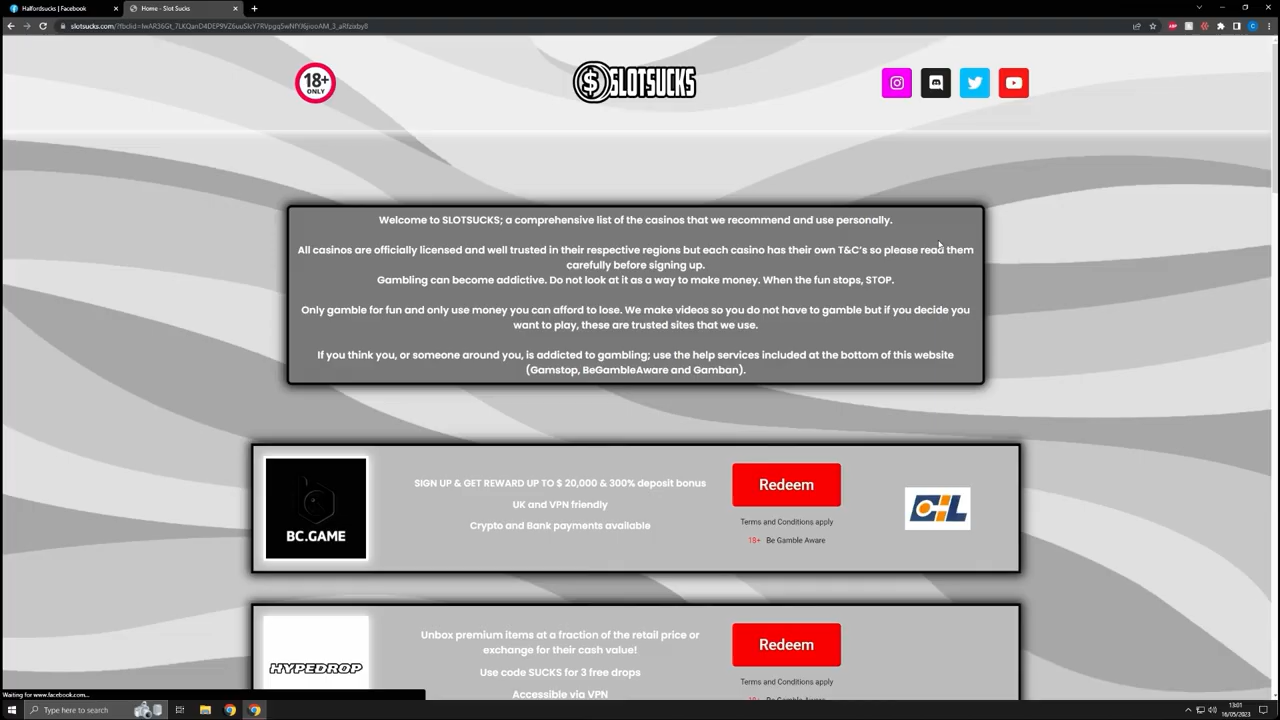 Halfordsucks | Facebook
Home - Slot Sucks
18+
ONLY
SLOTSUCKS
Welcome to SLOTSUCKS; a comprehensive list of the casinos that we recommend and use personally.
All casinos are officially licensed and well trusted in their respective regions but each casino has their own T&C's so please read them
carefully before signing up.
Gambling can become addictive. Do not look at it as a way to make money. When the fun stops, STOP.
Only gamble for fun and only use money you can afford to lose. We make videos so you do not have to gamble but if you decide you
want to play, these are trusted sites that we use.
If you think you, or someone around you, is addicted to gambling; use the help services included at the bottom of this website
(Gamstop, BeGambleAware and Gamban).
BC.GAME
SIGN UP & GET REWARD UP TO $ 20,000 & 300% deposit bonus
UK and VPN friendly
Crypto and Bank payments available
Redeem
Terms and Conditions apply
18+ Be Gamble Aware
HYPEDROP
Unbox premium items at a fraction of the retail price or
exchange for their cash value!
Use code SUCKS for 3 free drops
Accessible via VPN
Redeem
Terms and Conditions apply
18+ Be Gamble Aware
Waiting for www.facebook.com...
Type here to search
13:01
16/05/2023